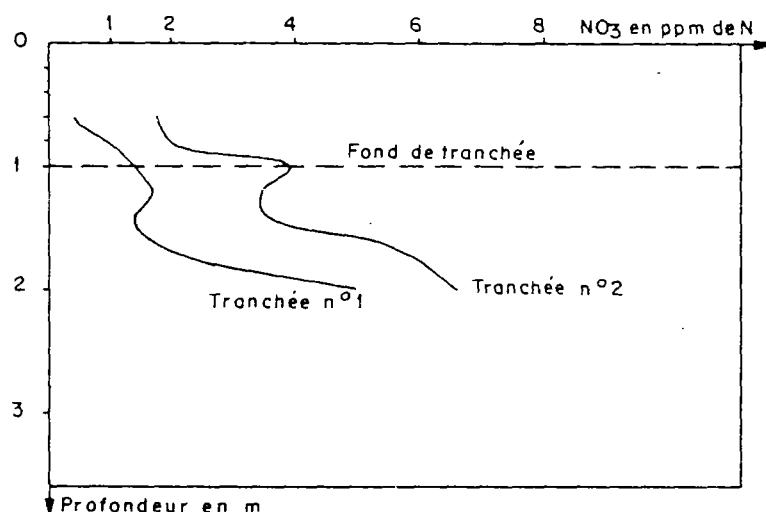 1 2 4 6 8 NO3 en ppm de N
0
Fond de tranchée
1
2
Tranchée n°1
Tranchée n°2
3
Profondeur en m